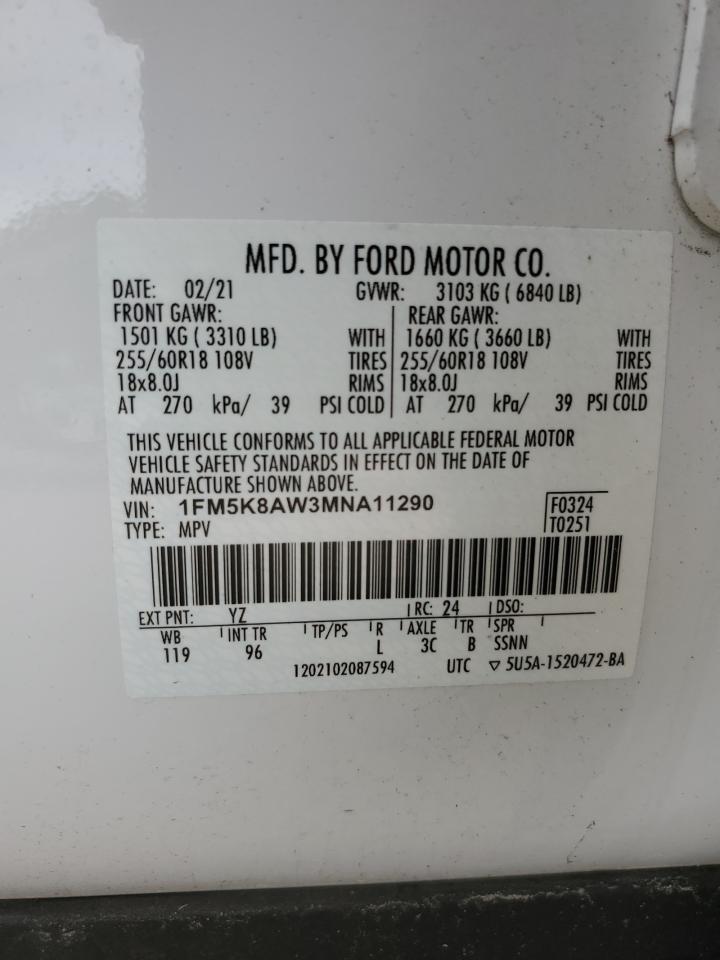 MFD. BY FORD MOTOR CO.
DATE: 02/21 GVWR: 3103 KG ( 6840 LB)
FRONT GAWR: REAR GAWR:
1501 KG ( 3310 LB) WITH 1660 KG ( 3660 LB) WITH
255/60R18 108V TIRES 255/60R18 108V TIRES
18x8.0J RIMS 18x8.0J RIMS
AT 270 kPa/ 39 PSI COLD AT 270 kPa/ 39 PSI COLD
THIS VEHICLE CONFORMS TO ALL APPLICABLE FEDERAL MOTOR
VEHICLE SAFETY STANDARDS IN EFFECT ON THE DATE OF
MANUFACTURE SHOWN ABOVE.
VIN: 1FM5K8AW3MNA11290 F0324
TYPE: MPV T0251
EXT PNT: YZ RC: 24 DSO:
WB INT TR TP/PS R AXLE TR SPR
119 96 L 3C B SSNN
1202102087594 UTC ▽ 5U5A-1520472-BA